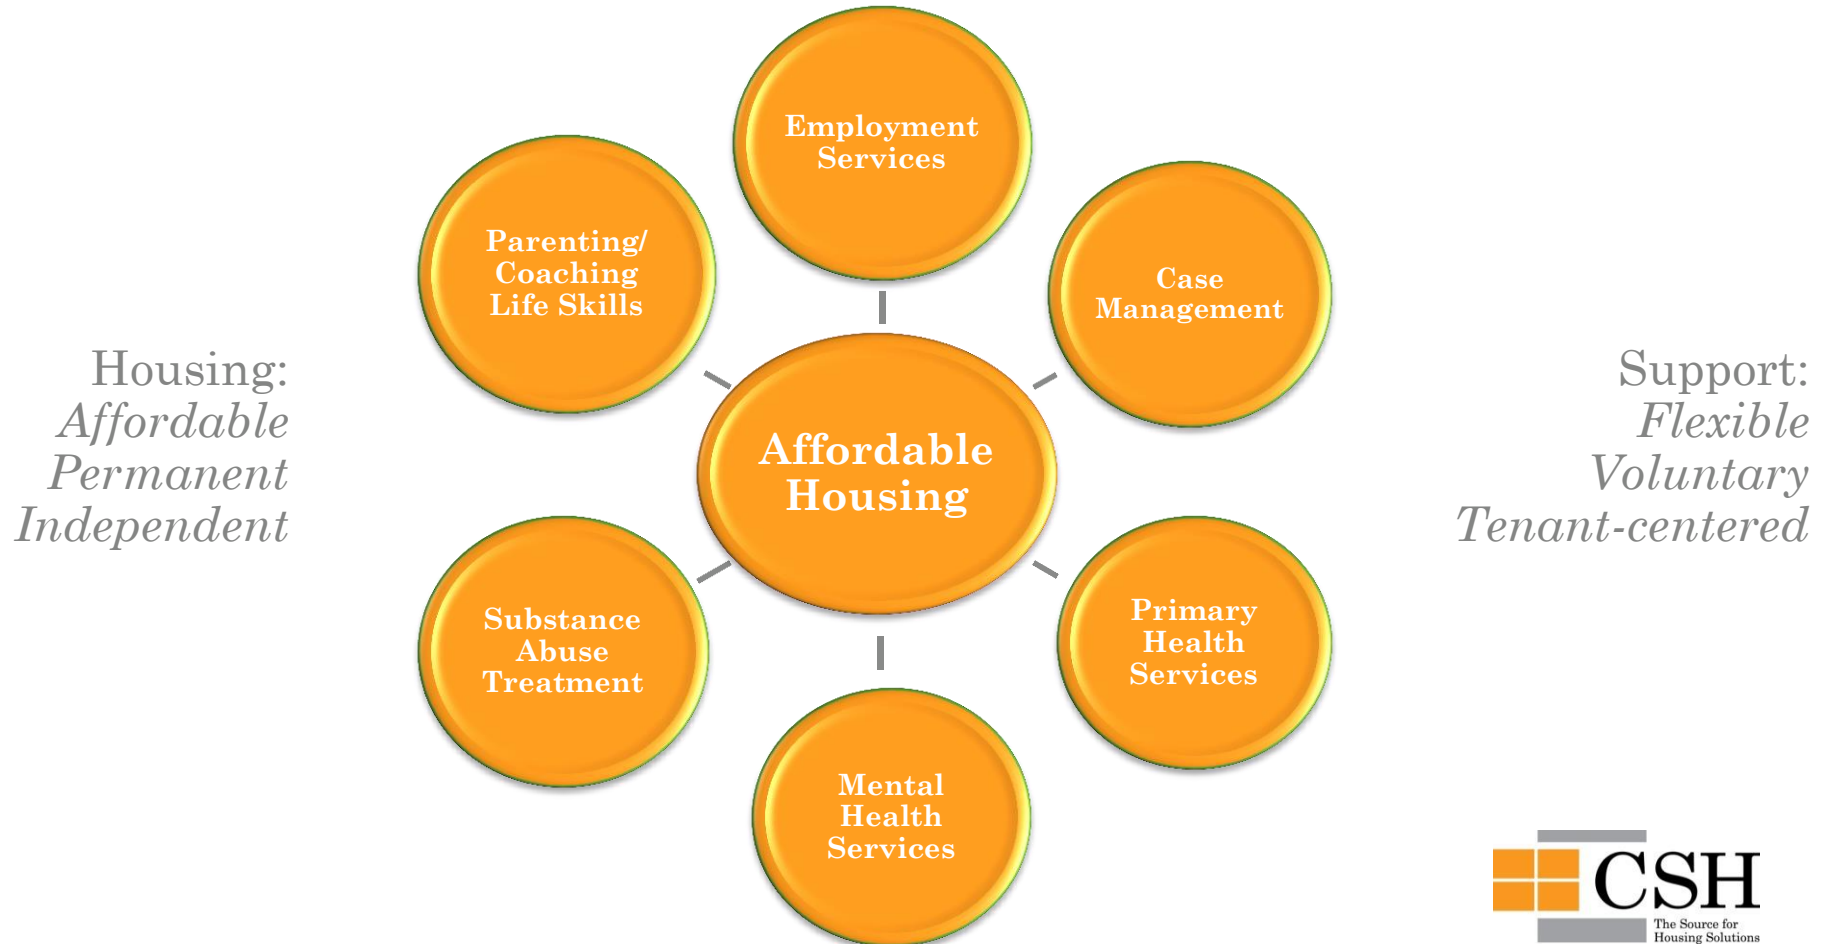 Housing:
Affordable
Permanent
Independent
Employment
Services
Parenting/
Coaching
Life Skills
Case
Management
Affordable
Housing
Substance
Abuse
Treatment
Primary
Health
Services
Mental
Health
Services
Support:
Flexible
Voluntary
Tenant-centered
CSH
The Source for
Housing Solutions